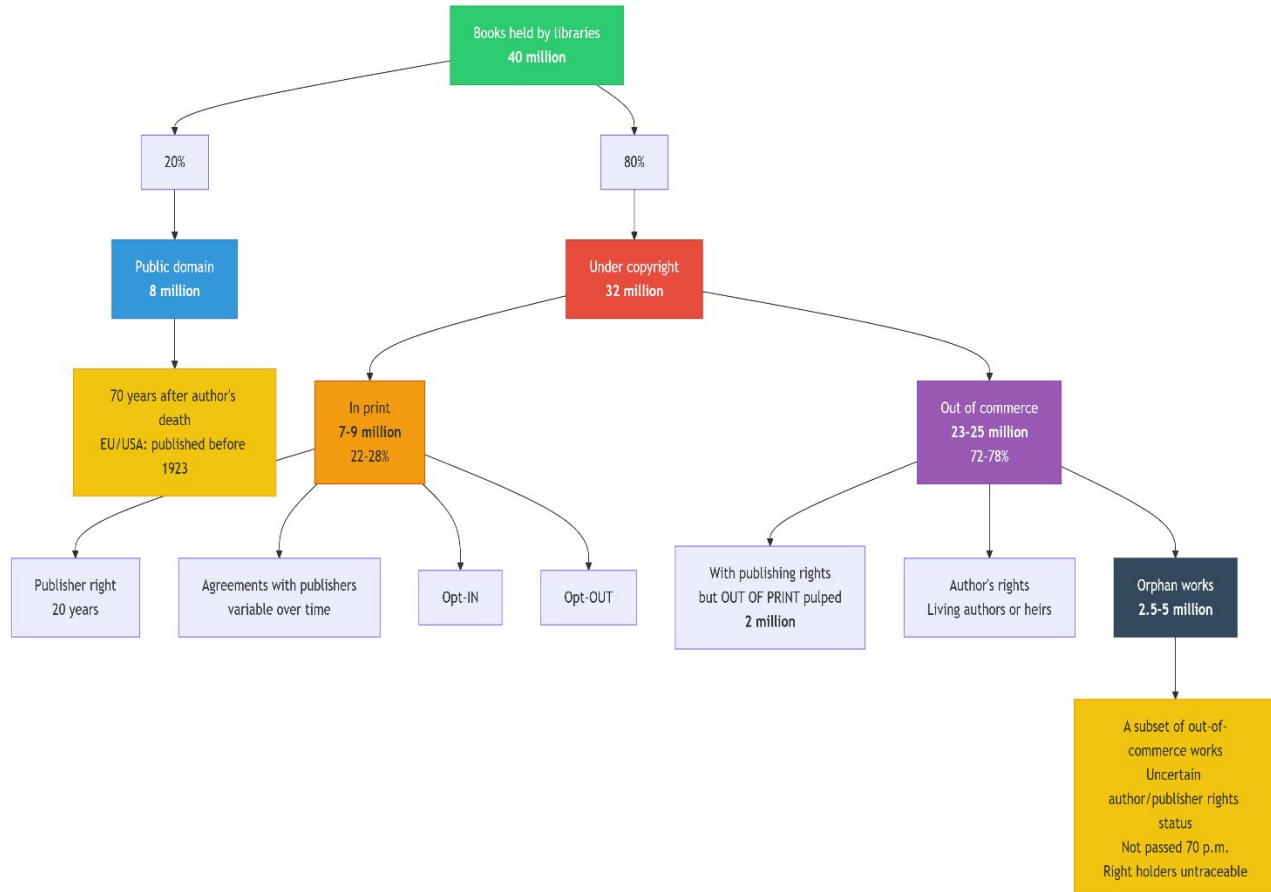 Books held by libraries
40 million
20%
80%
Public domain
8 million
Under copyright
32 million
70 years after author's
death
EU/USA: published before
1923
In print
7-9 million
22-28%
Out of commerce
23-25 million
72-78%
Publisher right
20 years
Agreements with publishers
variable over time
Opt-IN
Opt-OUT
With publishing rights
but OUT OF PRINT pulped
2 million
Author's rights
Living authors or heirs
Orphan works
2.5-5 million
A subset of out-of-
commerce works
Uncertain
author/publisher rights
status
Not passed 70 p.m.
Right holders untraceable